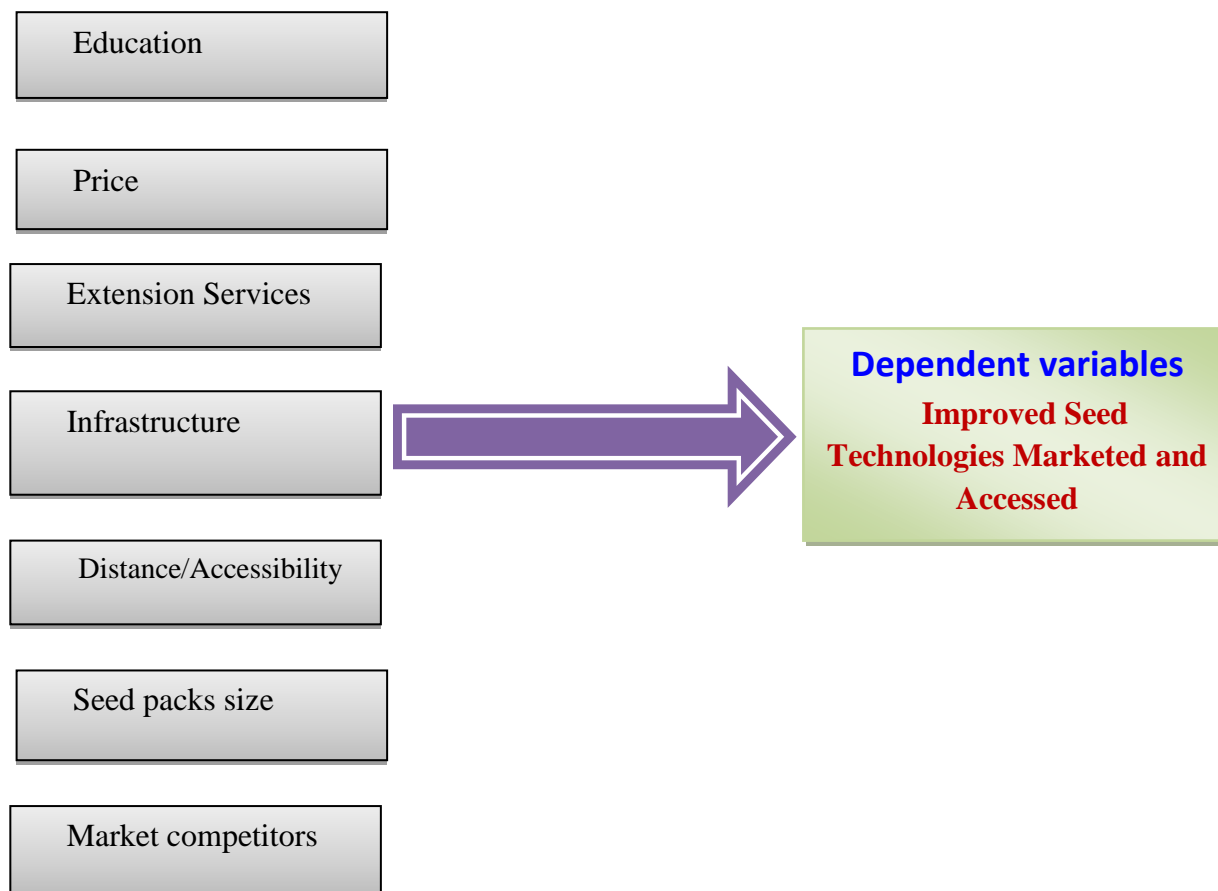 Education
Price
Extension Services
Infrastructure
Distance/Accessibility
Seed packs size
Market competitors
Dependent variables
Improved Seed
Technologies Marketed and
Accessed